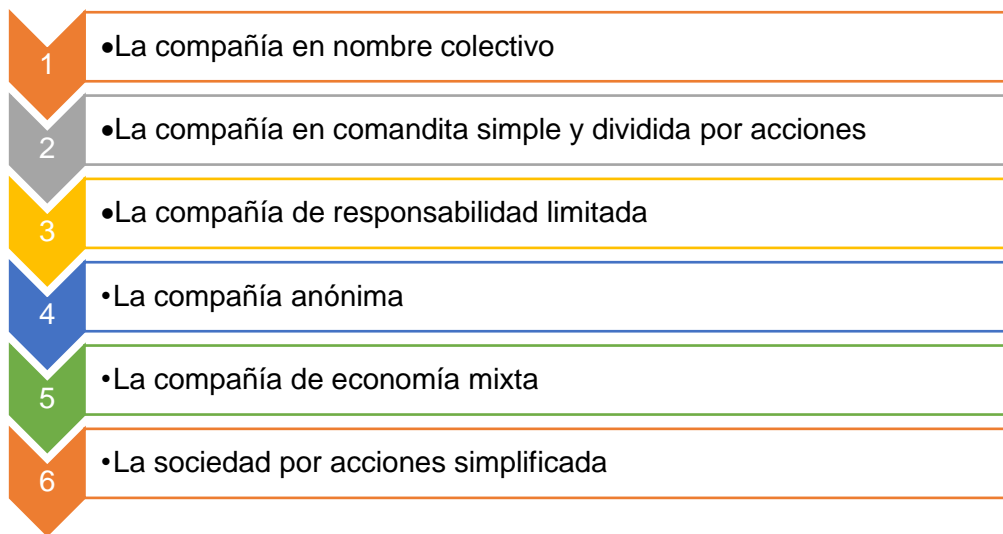 1 •La compañía en nombre colectivo
2 •La compañía en comandita simple y dividida por acciones
3 •La compañía de responsabilidad limitada
4 •La compañía anónima
5 •La compañía de economía mixta
6 •La sociedad por acciones simplificada